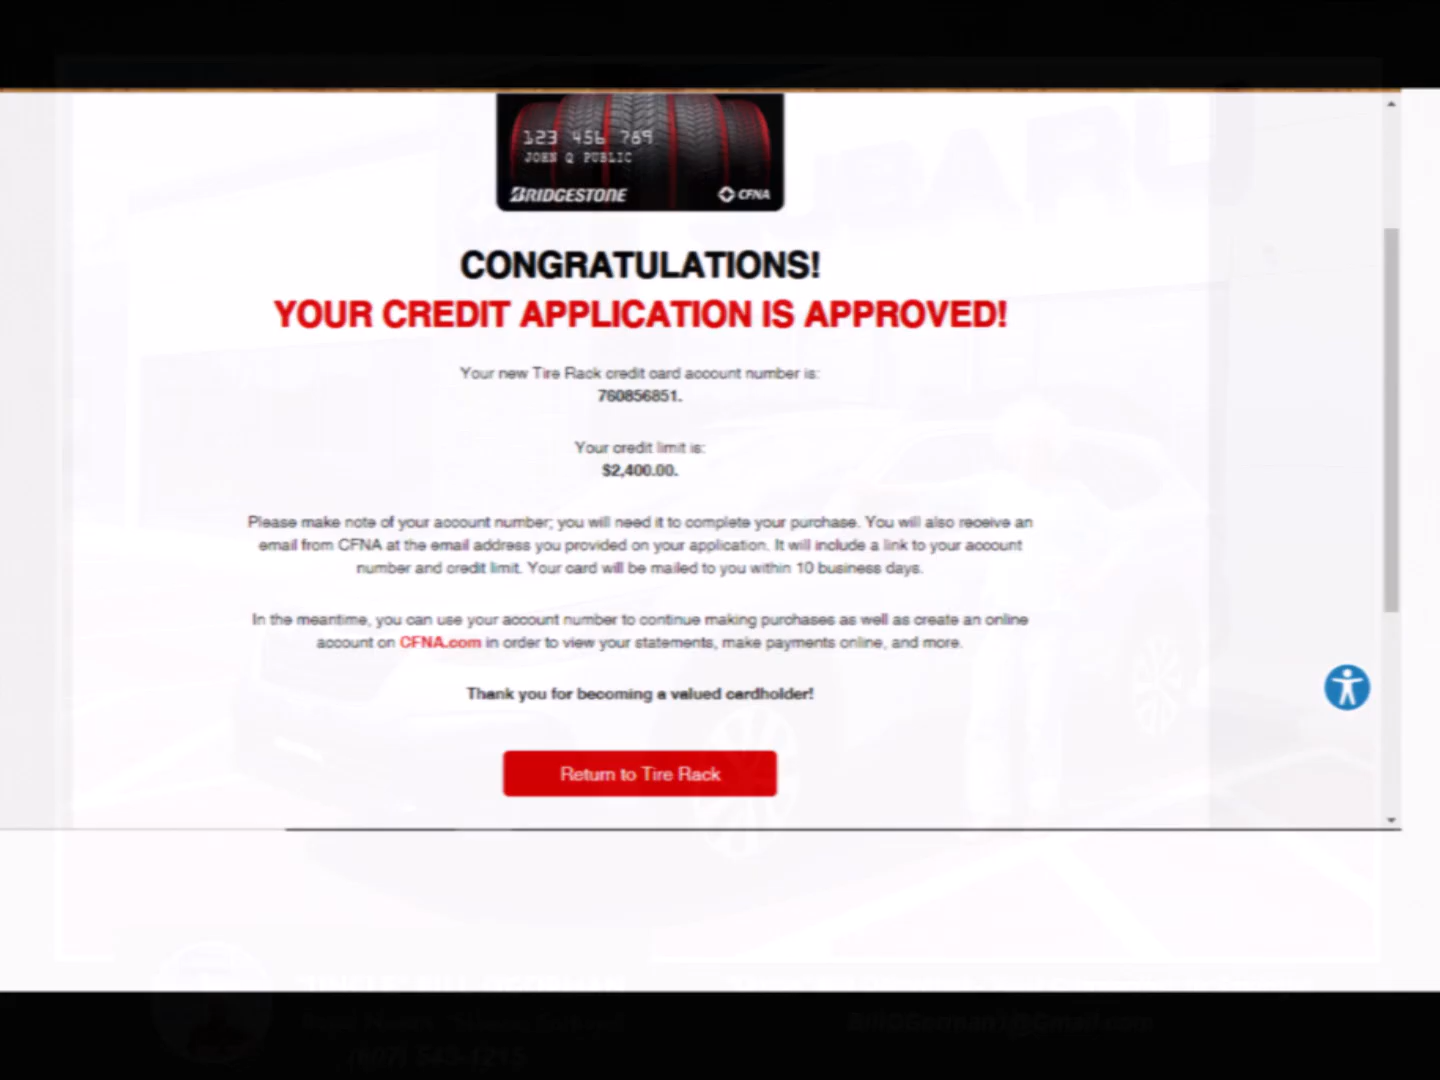 123 456 789
JOHN Q PUBLIC
BRIDGESTONE CFNA
CONGRATULATIONS!
YOUR CREDIT APPLICATION IS APPROVED!
Your new Tire Rack credit card account number is:
760856851.
Your credit limit is:
$2,400.00.
Please make note of your account number; you will need it to complete your purchase. You will also receive an
email from CFNA at the email address you provided on your application. It will include a link to your account
number and credit limit. Your card will be mailed to you within 10 business days.
In the meantime, you can use your account number to continue making purchases as well as create an online
account on CFNA.com in order to view your statements, make payments online, and more.
Thank you for becoming a valued cardholder!
Return to Tire Rack